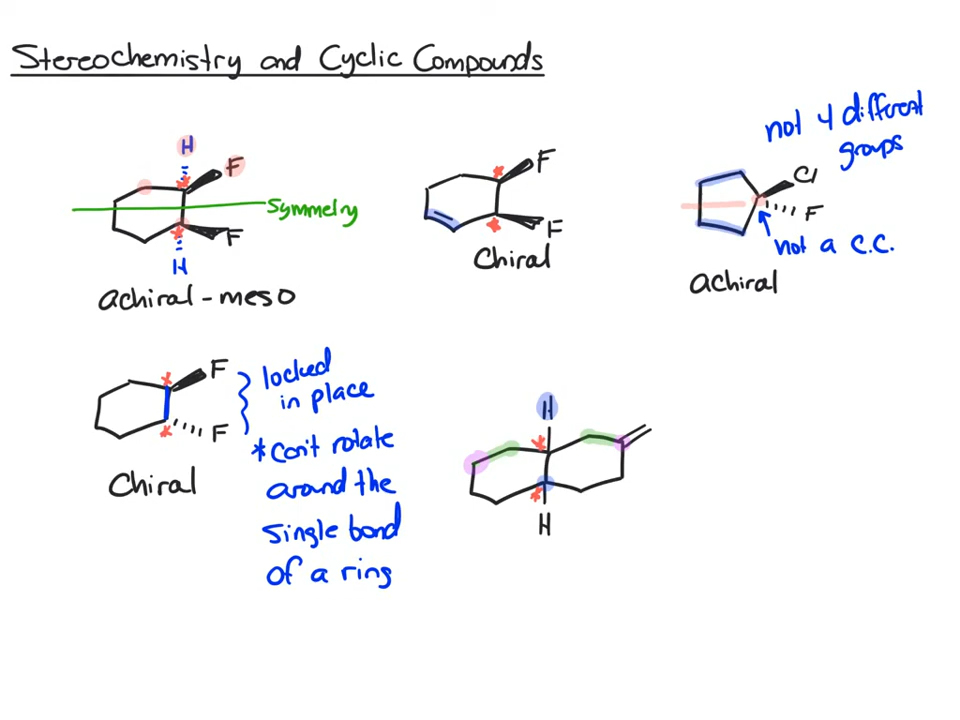 Stereochemistry and Cyclic Compounds
H
F
Symmetry
F
H
achiral - meso
F
F
Chiral
not 4 different
groups
Cl
F
not a C.C.
achiral
F
F
Chiral
locked
in place
*Can't rotate
around the
single bond
of a ring
H
H